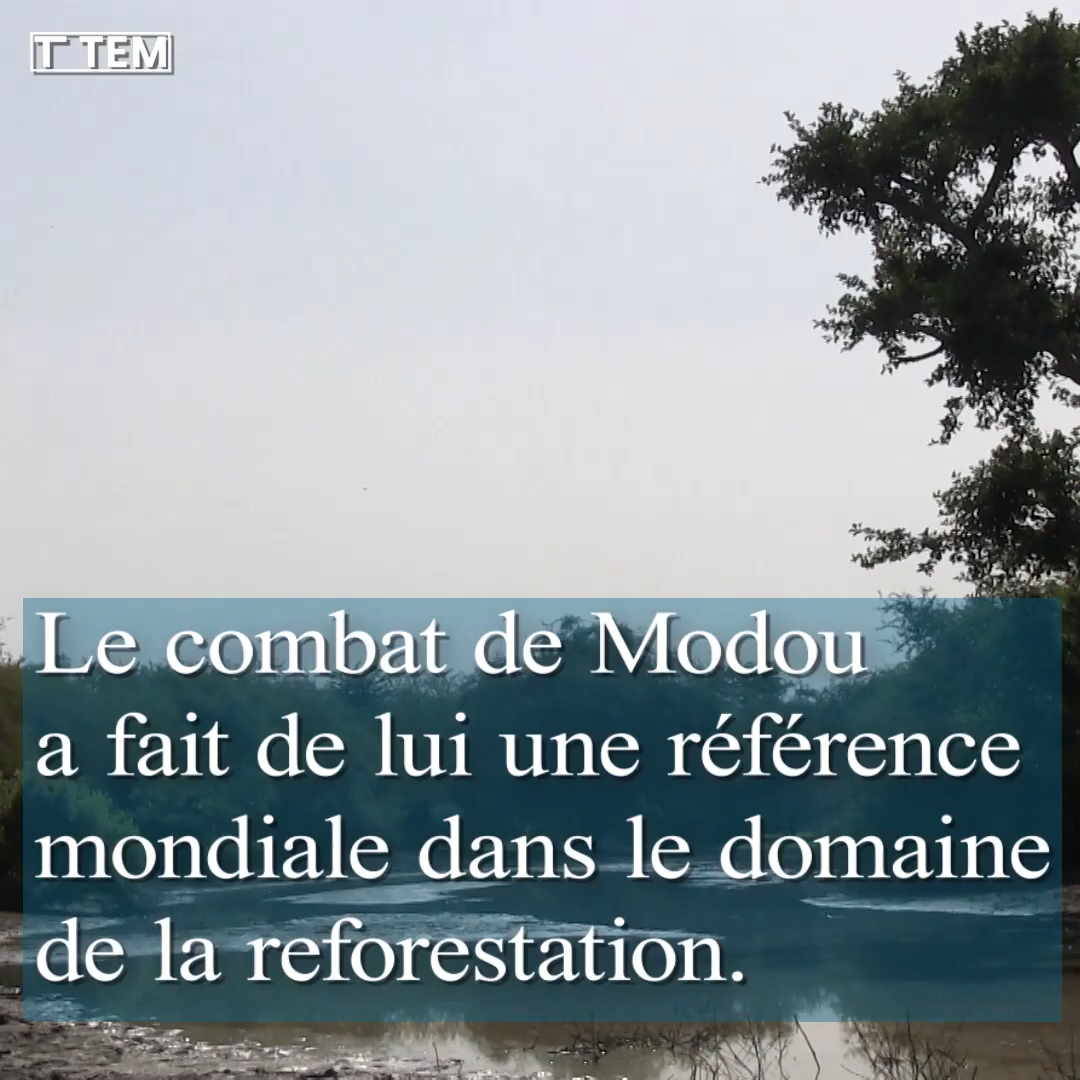 T TEM
Le combat de Modou
a fait de lui une référence
mondiale dans le domaine
de la reforestation.